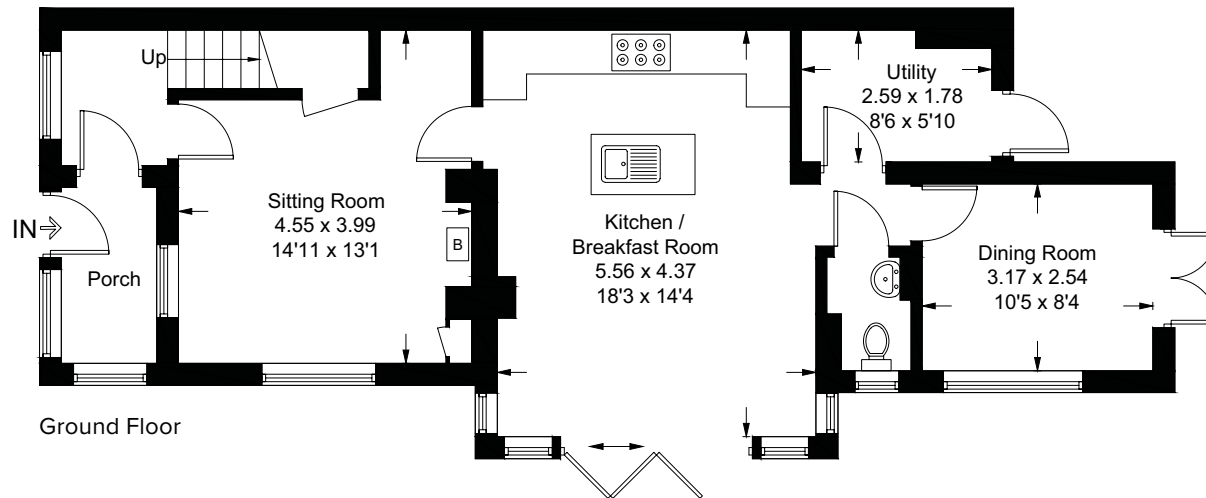 Up
IN
Porch
Sitting Room
4.55 x 3.99
14'11 x 13'1
B
Kitchen /
Breakfast Room
5.56 x 4.37
18'3 x 14'4
Utility
2.59 x 1.78
8'6 x 5'10
Dining Room
3.17 x 2.54
10'5 x 8'4
Ground Floor